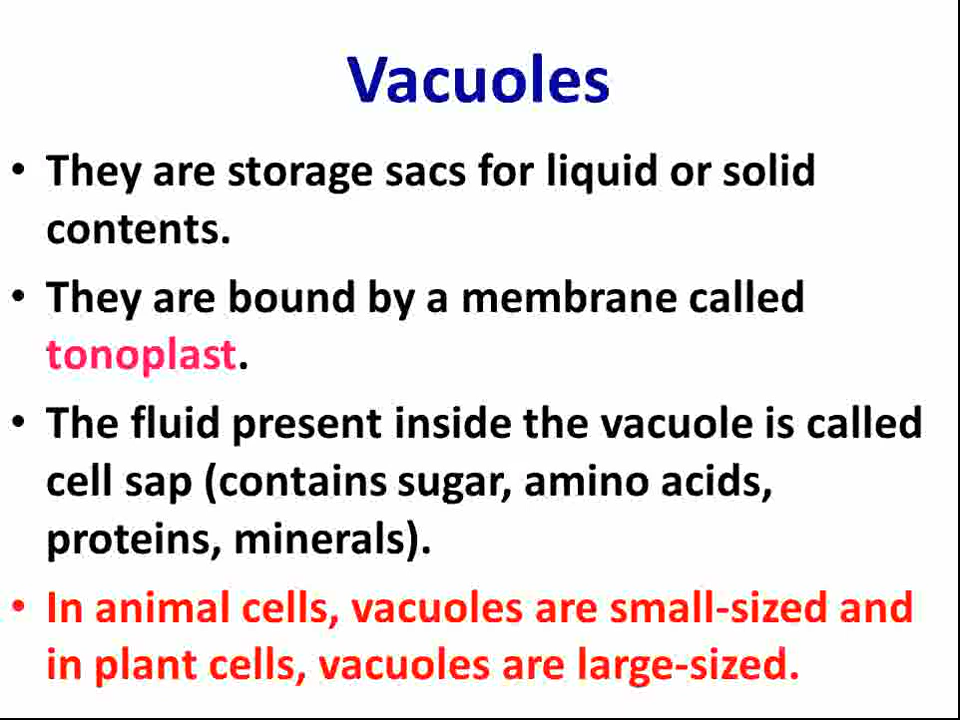 Vacuoles
• They are storage sacs for liquid or solid
contents.
• They are bound by a membrane called
tonoplast.
• The fluid present inside the vacuole is called
cell sap (contains sugar, amino acids,
proteins, minerals).
• In animal cells, vacuoles are small-sized and
in plant cells, vacuoles are large-sized.